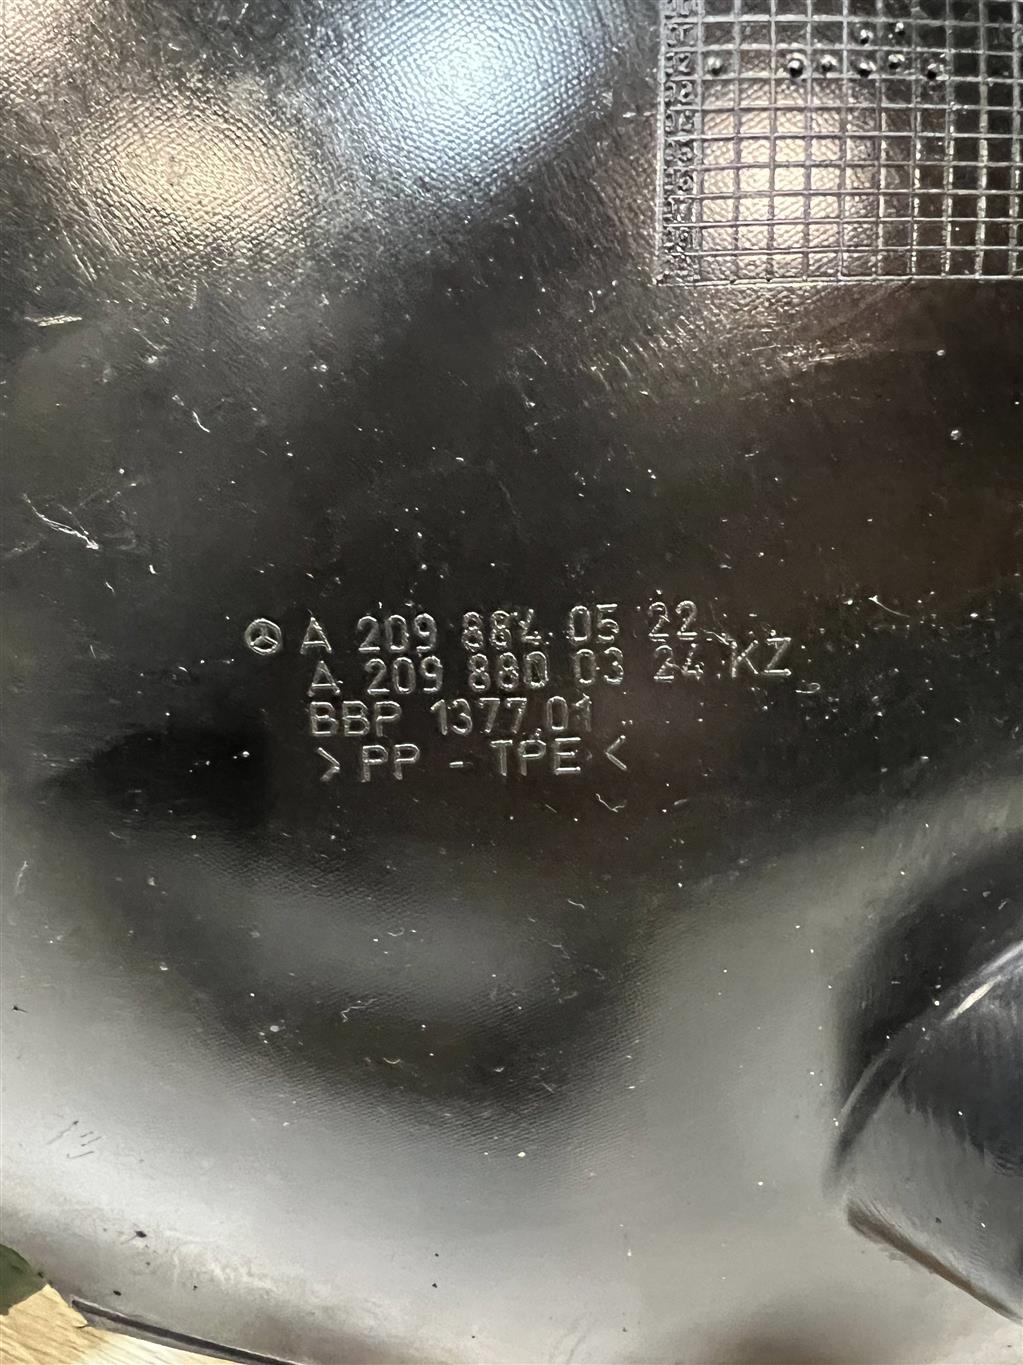 A 209 884 05 22
A 209 880 03 24 KZ
BBP 1377.01
>PP - TPE<